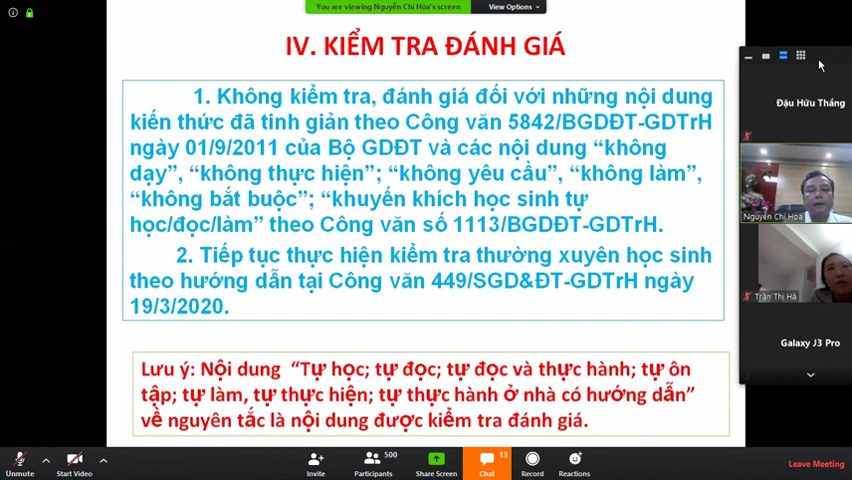 You are viewing Nguyễn Chí Hòa's screen
View Options
IV. KIỂM TRA ĐÁNH GIÁ
1. Không kiểm tra, đánh giá đối với những nội dung
kiến thức đã tinh giản theo Công văn 5842/BGDĐT-GDTrH
ngày 01/9/2011 của Bộ GDĐT và các nội dung “không
dạy”, “không thực hiện”; “không yêu cầu”, “không làm”,
“không bắt buộc”; “khuyến khích học sinh tự
học/đọc/làm” theo Công văn số 1113/BGDĐT-GDTrH.
2. Tiếp tục thực hiện kiểm tra thường xuyên học sinh
theo hướng dẫn tại Công văn 449/SGD&ĐT-GDTrH ngày
19/3/2020.
Lưu ý: Nội dung “Tự học; tự đọc; tự đọc và thực hành; tự ôn
tập; tự làm, tự thực hiện; tự thực hành ở nhà có hướng dẫn”
về nguyên tắc là nội dung được kiểm tra đánh giá.
Đậu Hữu Thắng
Nguyễn Chí Hòa
Trần Thị Hà
Galaxy J3 Pro
Unmute
Start Video
Invite
500
Participants
Share Screen
13
Chat
Record
Reactions
Leave Meeting